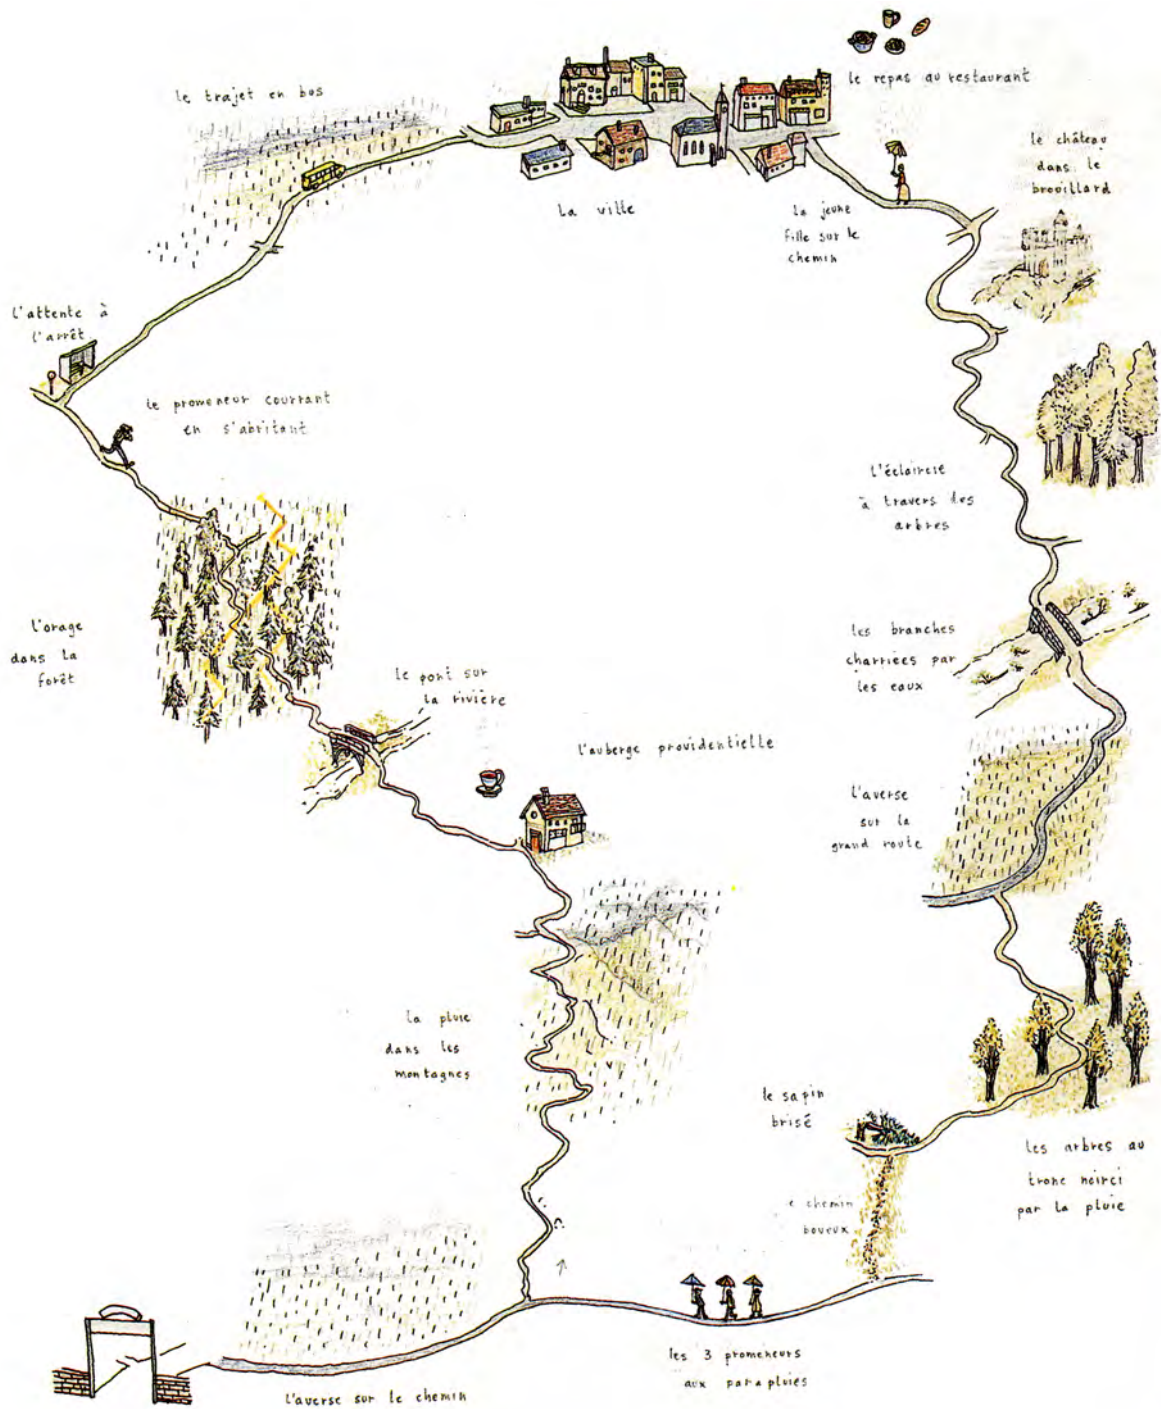 le repas au restaurant
le trajet en bus
le château
dans le
brouillard
la ville
la jeune
fille sur le
chemin
l'attente à
l'arrêt
le promeneur courrant
en s'abritant
l'éclaircie
à travers des
arbres
l'orage
dans la
forêt
les branches
charriées par
les eaux
le pont sur
la rivière
l'auberge providentielle
l'averse
sur la
grand route
la pluie
dans les
montagnes
le sapin
brisé
les arbres au
tronc noirci
par la pluie
e chemin
boueux
les 3 promeneurs
aux parapluies
l'averse sur le chemin